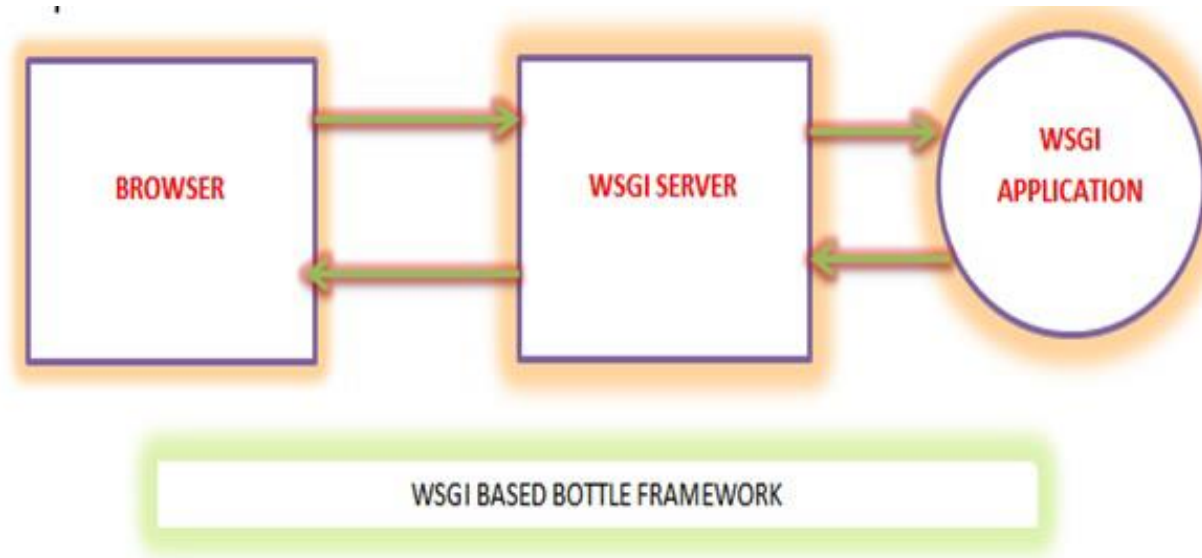 BROWSER
WSGI SERVER
WSGI
APPLICATION
WSGI BASED BOTTLE FRAMEWORK